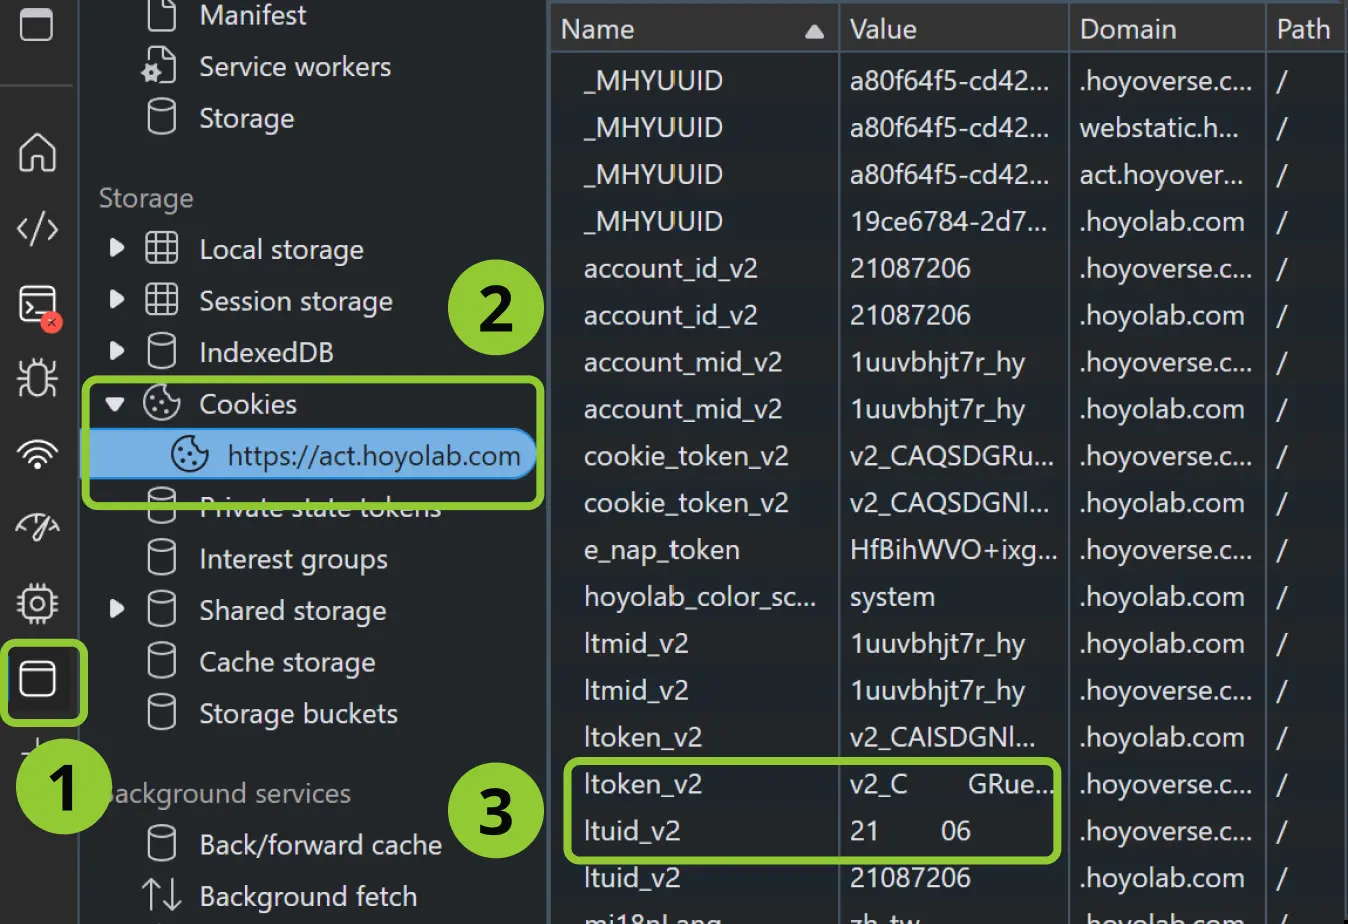 Manifest
Service workers
Storage
Storage
Local storage
Session storage
IndexedDB
Cookies
https://act.hoyolab.com
Private state tokens
Interest groups
Shared storage
Cache storage
Storage buckets
Background services
Back/forward cache
Background fetch
1
2
3
Name Value Domain Path
_MHYUUID a80f64f5-cd42... .hoyoverse.c... /
_MHYUUID a80f64f5-cd42... webstatic.h... /
_MHYUUID a80f64f5-cd42... act.hoyover... /
_MHYUUID 19ce6784-2d7... .hoyolab.com /
account_id_v2 21087206 .hoyoverse.c... /
account_id_v2 21087206 .hoyolab.com /
account_mid_v2 1uuvbhjt7r_hy .hoyoverse.c... /
account_mid_v2 1uuvbhjt7r_hy .hoyolab.com /
cookie_token_v2 v2_CAQSDGRu... .hoyoverse.c... /
cookie_token_v2 v2_CAQSDGNl... .hoyolab.com /
e_nap_token HfBihWVO+ixg... .hoyoverse.c... /
hoyolab_color_sc... system .hoyolab.com /
ltmid_v2 1uuvbhjt7r_hy .hoyolab.com /
ltmid_v2 1uuvbhjt7r_hy .hoyoverse.c... /
ltoken_v2 v2_CAISDGNl... .hoyolab.com /
ltoken_v2 v2_C GRue... .hoyoverse.c... /
ltuid_v2 21 06 .hoyoverse.c... /
ltuid_v2 21087206 .hoyolab.com /
mi18nLang zh-tw .hoyolab.com /